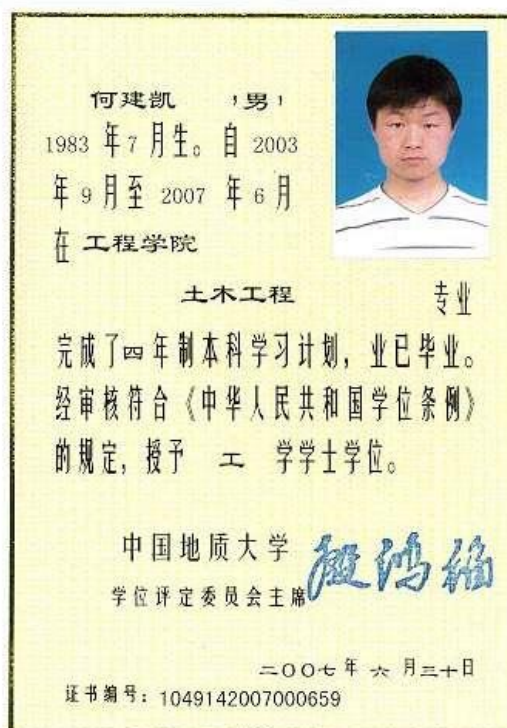 何建凯 ，男，
1983 年 7 月生。自 2003
年 9 月至 2007 年 6 月
在 工程学院
土木工程 专业
完成了四年制本科学习计划，业已毕业。
经审核符合《中华人民共和国学位条例》
的规定，授予 工 学学士学位。
中国地质大学
殷鸿福
学位评定委员会主席
二〇〇七年 六 月三十日
证书编号：1049142007000659